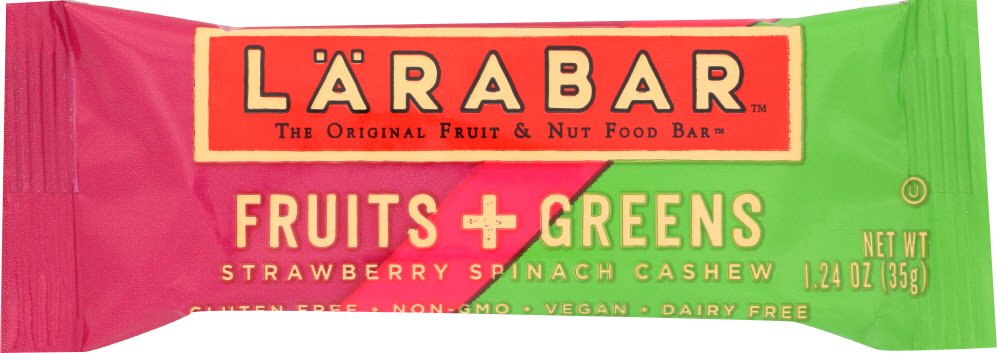 LÄRABAR™
THE ORIGINAL FRUIT & NUT FOOD BAR™
FRUITS + GREENS
STRAWBERRY SPINACH CASHEW
U
NET WT
1.24 OZ (35g)
GLUTEN FREE • NON-GMO • VEGAN • DAIRY FREE